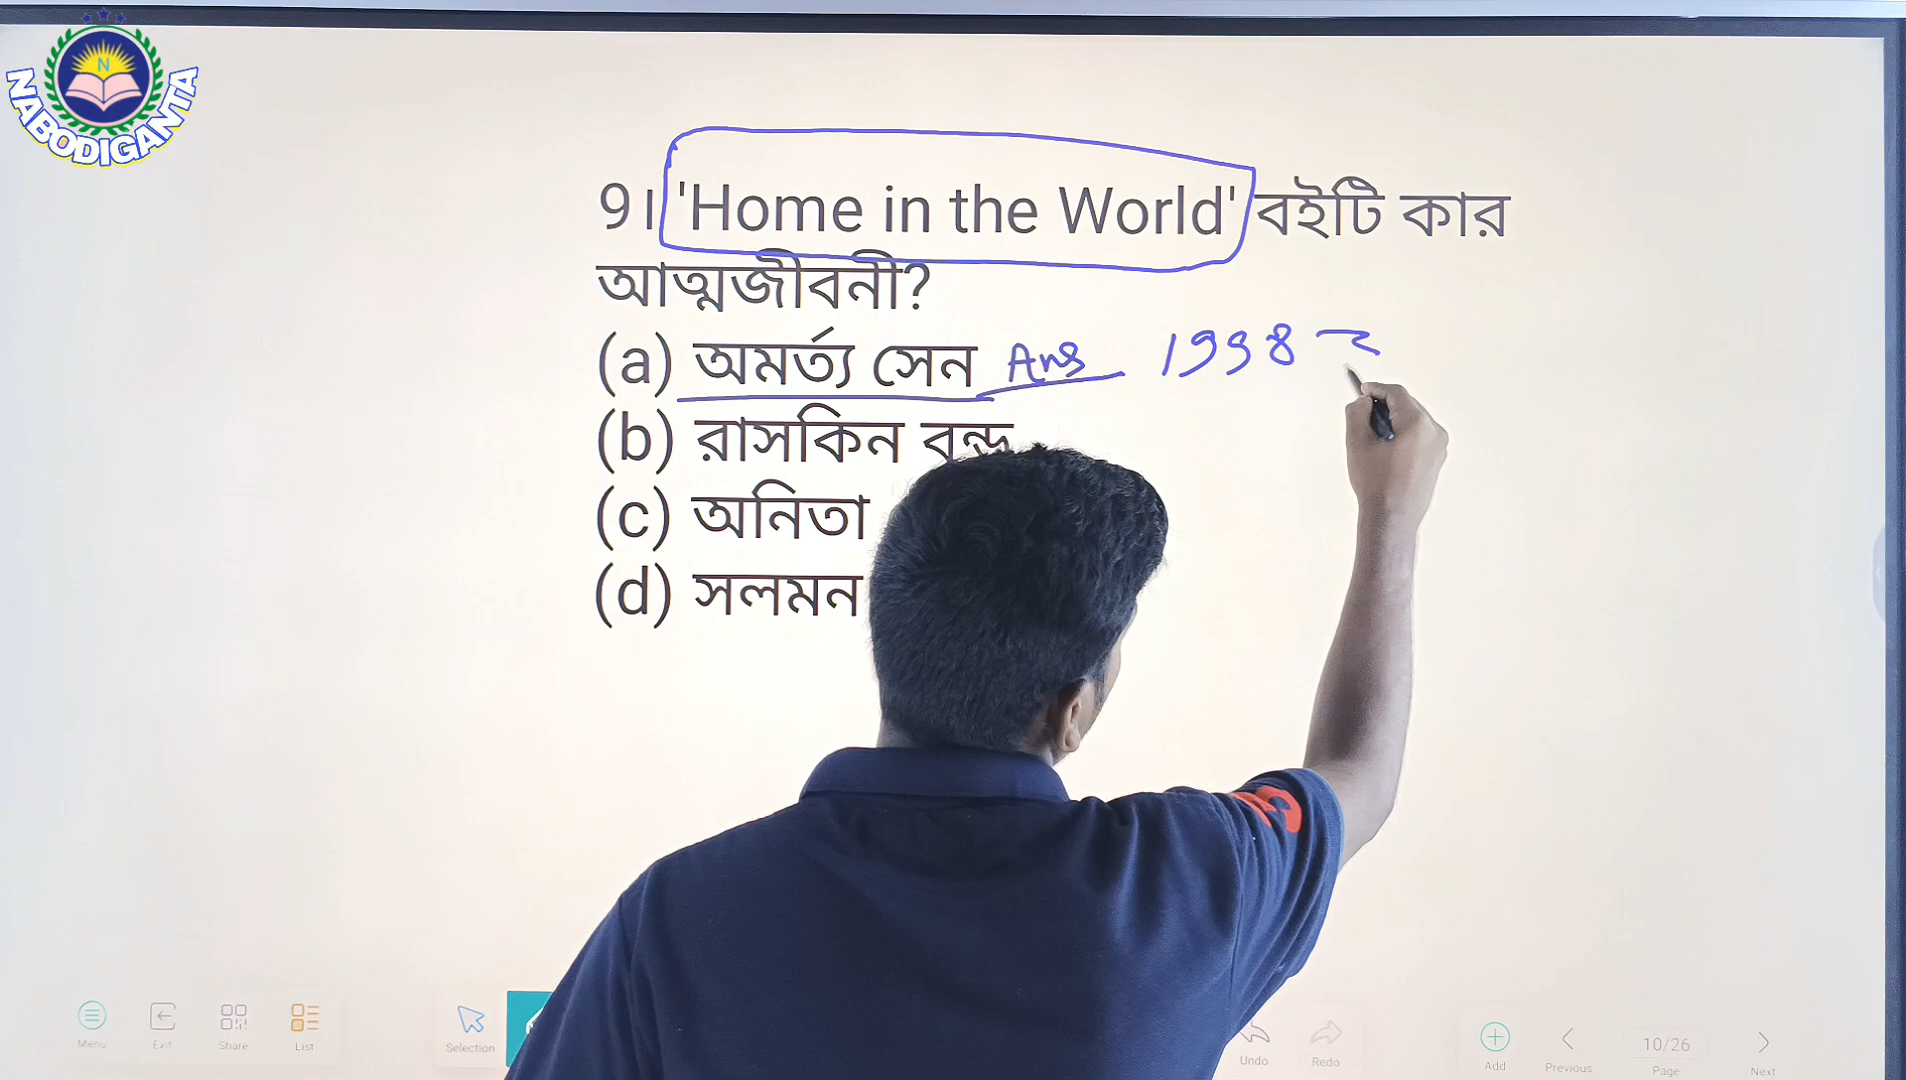 N
NABODIGANTA
9। 'Home in the World' বইটি কার
আত্মজীবনী?
(a) অমর্ত্য সেন Ans 1998
(b) রাসকিন বন্ড
(c) অনিতা
(d) সলমন
Menu Exit Share List Selection Undo Redo Add Previous 10/26 Page Next